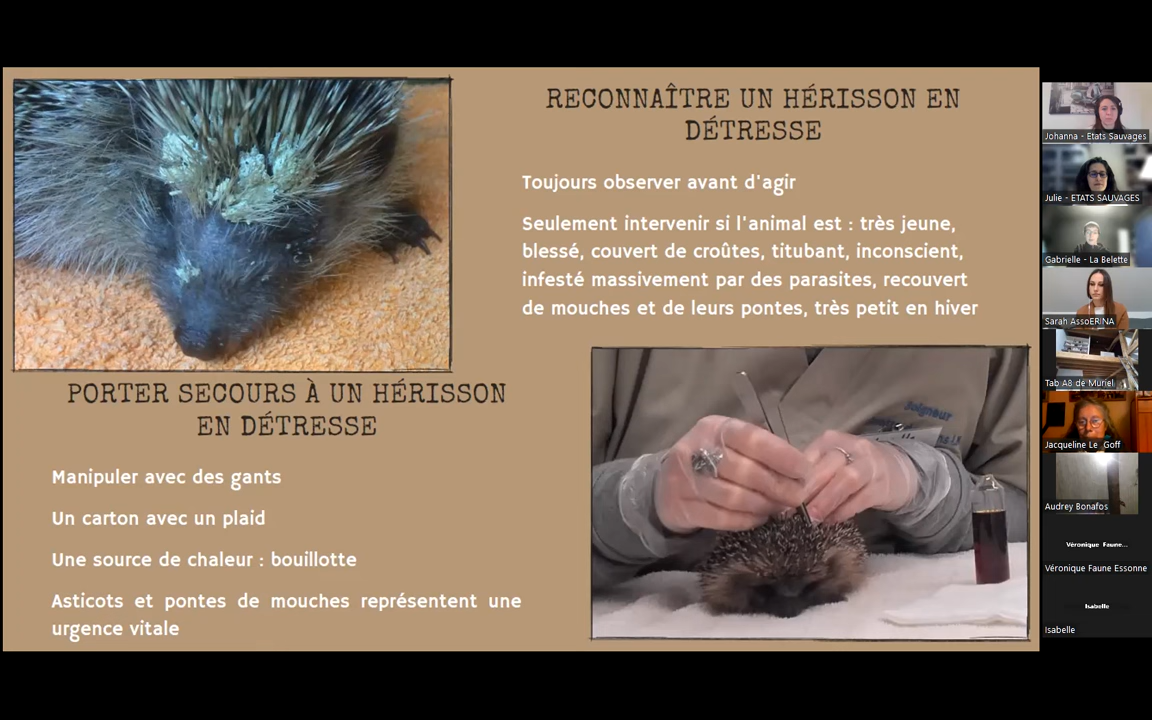 RECONNAÎTRE UN HÉRISSON EN
DÉTRESSE
Toujours observer avant d'agir
Seulement intervenir si l'animal est : très jeune,
blessé, couvert de croûtes, titubant, inconscient,
infesté massivement par des parasites, recouvert
de mouches et de leurs pontes, très petit en hiver
PORTER SECOURS À UN HÉRISSON
EN DÉTRESSE
Manipuler avec des gants
Un carton avec un plaid
Une source de chaleur : bouillotte
Asticots et pontes de mouches représentent une
urgence vitale
Soigneur
Johanna - Etats Sauvages
Julie - ETATS SAUVAGES
Gabrielle - La Belette
Sarah AssoERINA
Tab A8 de Muriel
Jacqueline Le Goff
Audrey Bonafos
Véronique Faune...
Véronique Faune Essonne
Isabelle
Isabelle